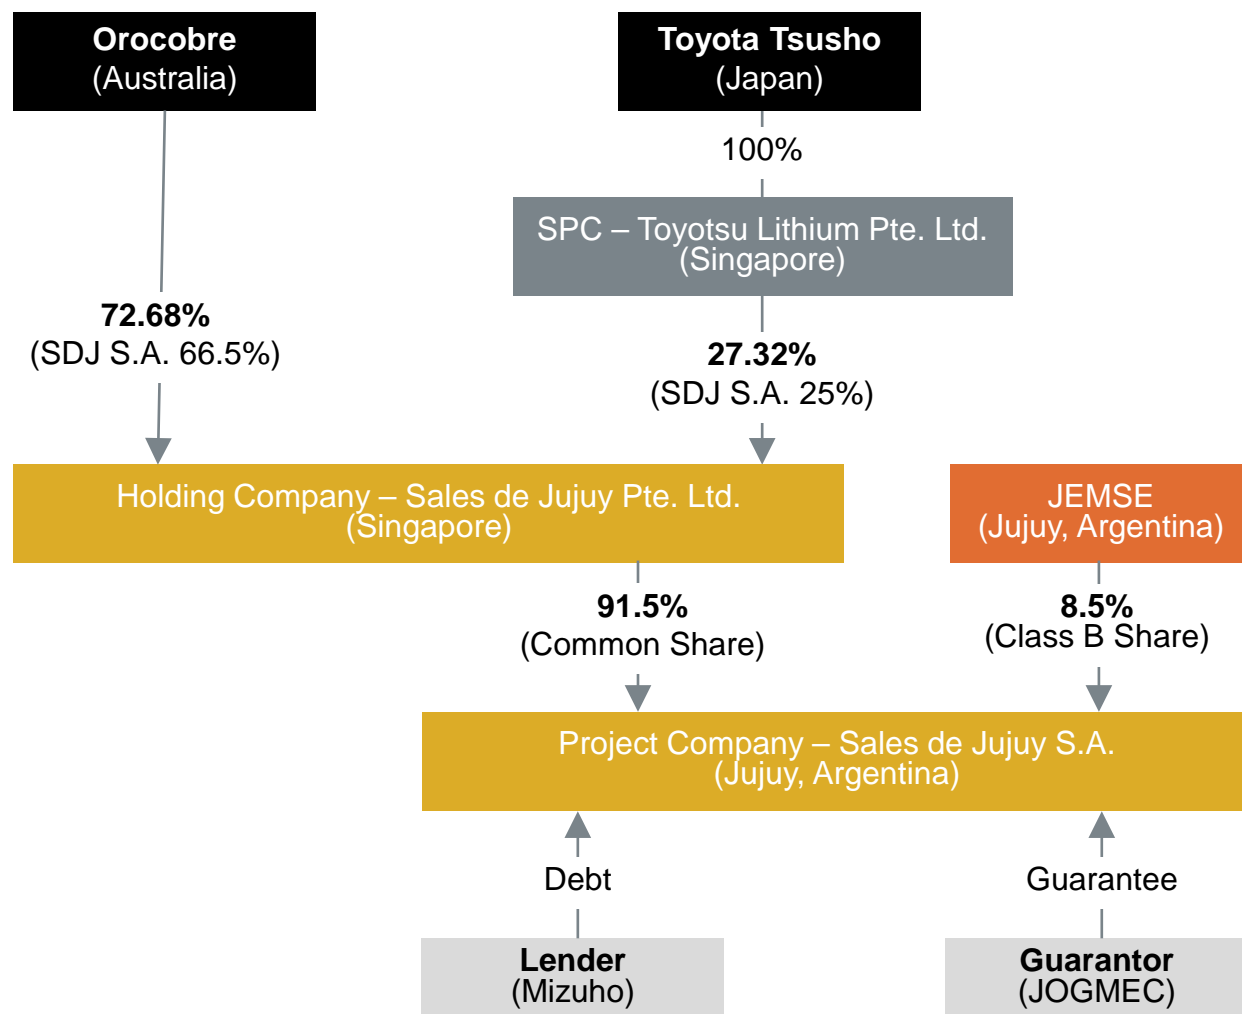 Orocobre
(Australia)
Toyota Tsusho
(Japan)
100%
SPC – Toyotsu Lithium Pte. Ltd.
(Singapore)
72.68%
(SDJ S.A. 66.5%)
27.32%
(SDJ S.A. 25%)
Holding Company – Sales de Jujuy Pte. Ltd.
(Singapore)
JEMSE
(Jujuy, Argentina)
91.5%
(Common Share)
8.5%
(Class B Share)
Project Company – Sales de Jujuy S.A.
(Jujuy, Argentina)
Debt
Guarantee
Lender
(Mizuho)
Guarantor
(JOGMEC)